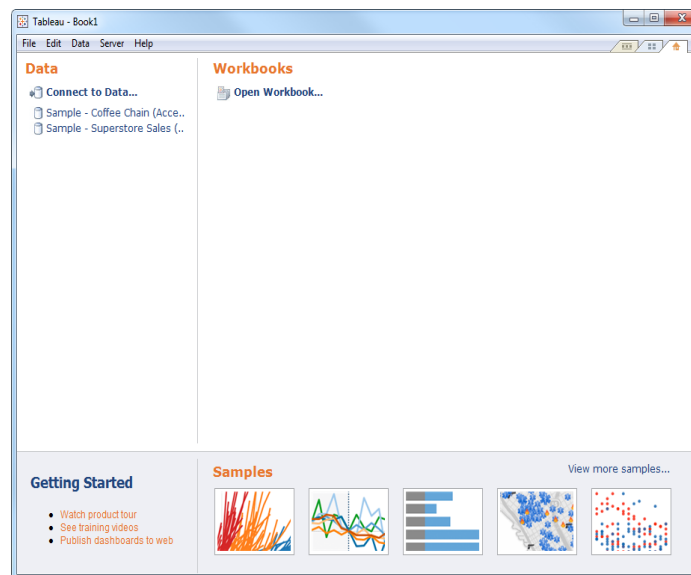 Tableau - Book1
File Edit Data Server Help
Data
Connect to Data...
Sample - Coffee Chain (Acce..
Sample - Superstore Sales (..
Workbooks
Open Workbook...
Getting Started
Watch product tour
See training videos
Publish dashboards to web
Samples
View more samples...